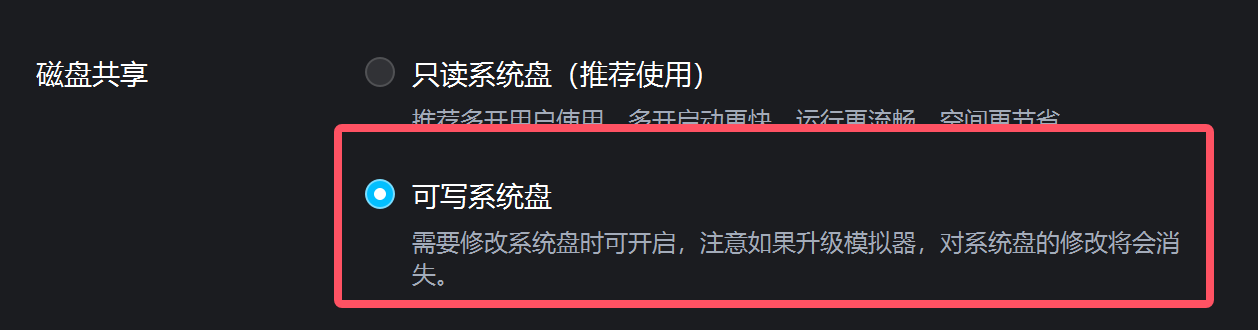 磁盘共享
只读系统盘（推荐使用）
推荐多开用户使用，多开启动更快，运行更流畅，空间更节省
可写系统盘
需要修改系统盘时可开启，注意如果升级模拟器，对系统盘的修改将会消
失。